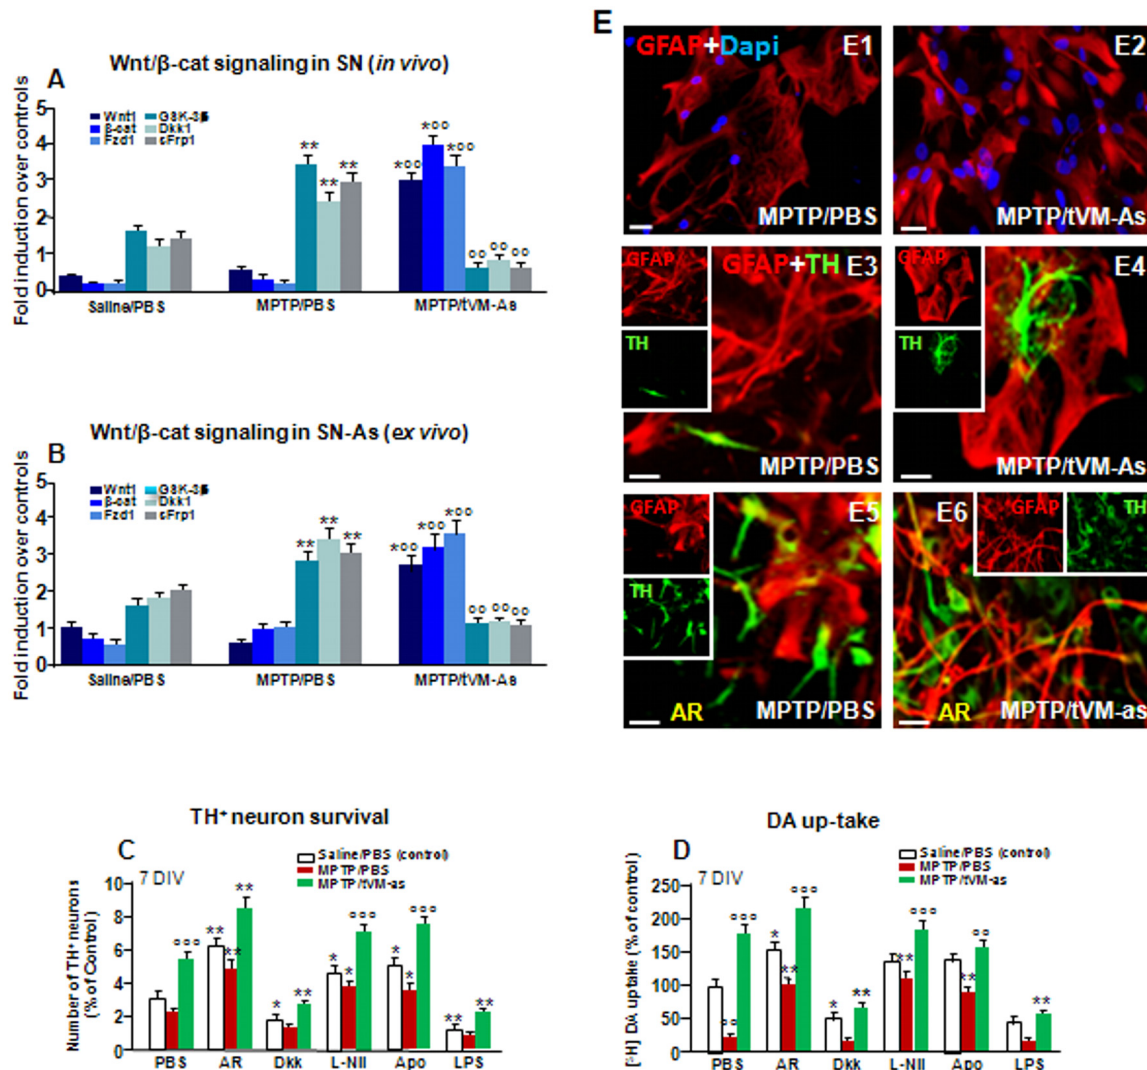 A
Wnt/β-cat signaling in SN (in vivo)
Fold induction over controls
5
4
3
2
1
0
Wnt1
β-cat
Fzd1
Dkk1
sFrp1
** ** **
*°° *°° *°°
°° °° °°
Saline/PBS
MPTP/PBS
MPTP/tVM-As
B
Wnt/β-cat signaling in SN-As (ex vivo)
Fold induction over controls
5
4
3
2
1
0
Wnt1
β-cat
Fzd1
Dkk1
sFrp1
** ** **
*°° *°° *°°
°° °° °°
Saline/PBS
MPTP/PBS
MPTP/tVM-As
E
GFAP+Dapi
E1
MPTP/PBS
E2
MPTP/tVM-As
GFAP
TH
GFAP+TH
E3
MPTP/PBS
GFAP
TH
E4
MPTP/tVM-As
GFAP
TH
E5
AR
MPTP/PBS
E6
GFAP
TH
AR
MPTP/tVM-as
TH⁺ neuron survival
C
7 DIV
Saline/PBS (control)
MPTP/PBS
MPTP/tVM-as
Number of TH⁺ neurons
(% of Control)
10
8
6
4
2
0
°°°
** ** **
* **
* * °°°
* * °°°
** **
PBS
AR
Dkk
L-Nil
Apo
LPS
DA up-take
D
7 DIV
Saline/PBS (control)
MPTP/PBS
MPTP/tVM-as
[³H] DA uptake (% of control)
250
200
150
100
50
0
°° °°°
* ** °°°
* **
** °°°
** °°
**
PBS
AR
Dkk
L-Nil
Apo
LPS